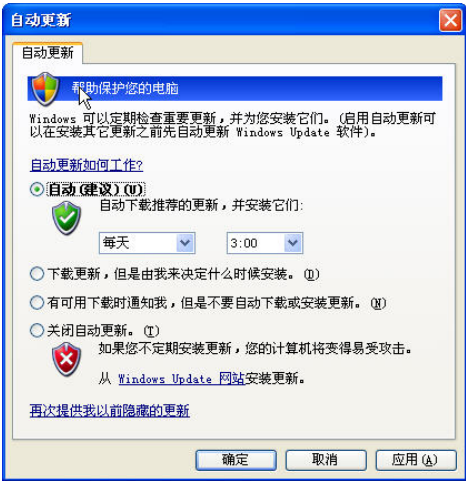 自动更新
自动更新
帮助保护您的电脑
Windows 可以定期检查重要更新，并为您安装它们。(启用自动更新可
以在安装其它更新之前先自动更新 Windows Update 软件)。
自动更新如何工作?
自动(建议)(U)
自动下载推荐的更新，并安装它们:
每天 3:00
下载更新，但是由我来决定什么时候安装。(D)
有可用下载时通知我，但是不要自动下载或安装更新。(N)
关闭自动更新。(T)
如果您不定期安装更新，您的计算机将变得易受攻击。
从 Windows Update 网站安装更新。
再次提供我以前隐藏的更新
确定 取消 应用(A)